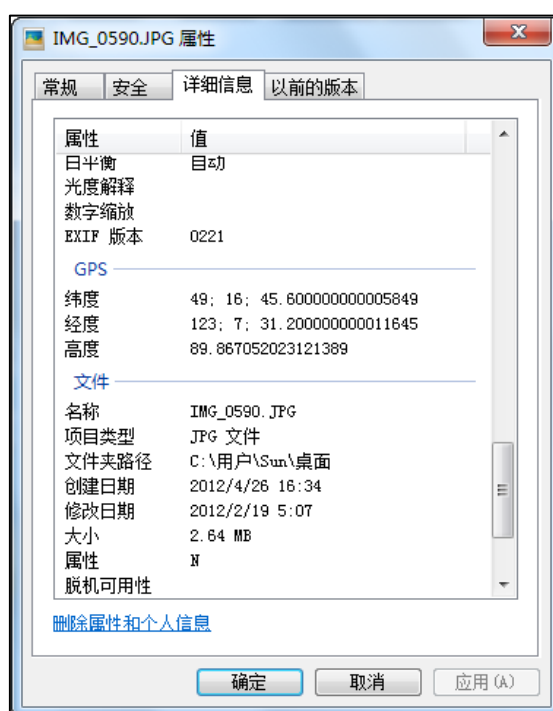 IMG_0590.JPG 属性
常规 安全 详细信息 以前的版本
属性 值
白平衡 自动
光度解释
数字缩放
EXIF 版本 0221
GPS
纬度 49; 16; 45.600000000005849
经度 123; 7; 31.200000000011645
高度 89.867052023121389
文件
名称 IMG_0590.JPG
项目类型 JPG 文件
文件夹路径 C:\用户\Sun\桌面
创建日期 2012/4/26 16:34
修改日期 2012/2/19 5:07
大小 2.64 MB
属性 N
脱机可用性
删除属性和个人信息
确定 取消 应用(A)